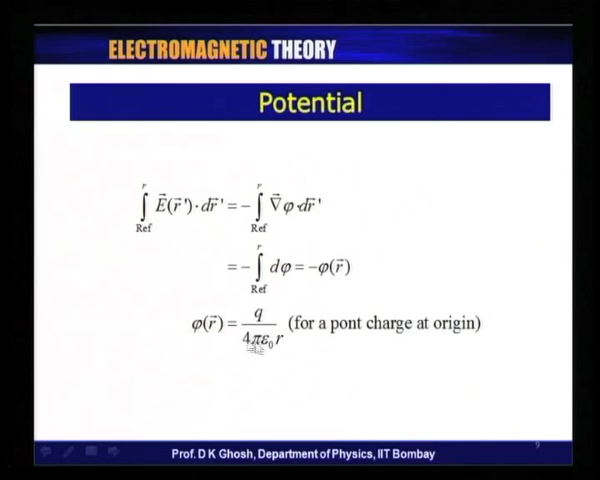 ELECTROMAGNETIC THEORY
Potential
∫_Ref^r E⃗(r⃗')·dr⃗' = −∫_Ref^r ∇⃗φ·dr⃗'
= −∫_Ref^r dφ = −φ(r⃗)
φ(r⃗) = q/4πε₀r (for a pont charge at origin)
9
Prof. D K Ghosh, Department of Physics, IIT Bombay